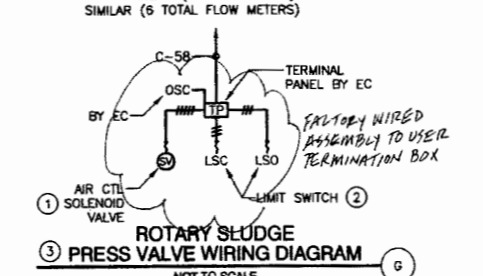 SIMILAR (6 TOTAL FLOW METERS)
C-58
OSC
TERMINAL
PANEL BY EC
TP
BY EC
FACTORY WIRED
ASSEMBLY TO USER
TERMINATION BOX
SV
LSC
LSO
AIR CTL
1 SOLENOID
VALVE
LIMIT SWITCH 2
ROTARY SLUDGE
3 PRESS VALVE WIRING DIAGRAM
G
NOT TO SCALE